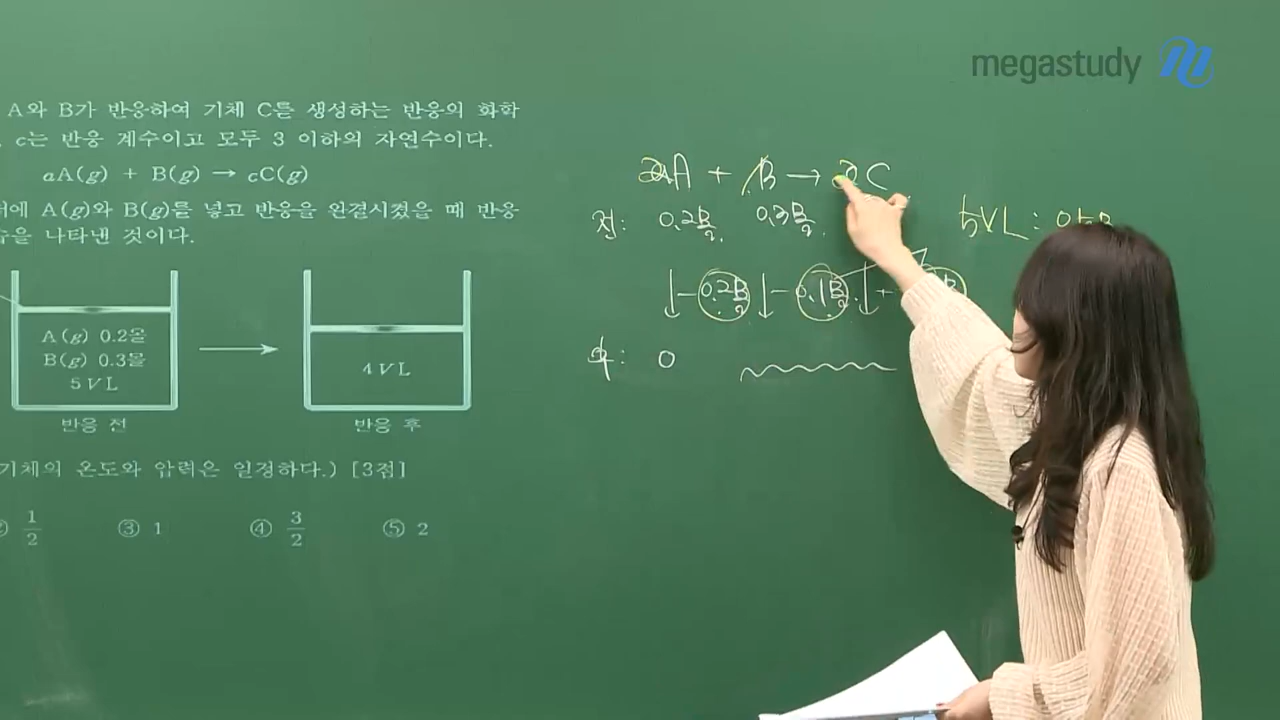 megastudy
A와 B가 반응하여 기체 C를 생성하는 반응의 화학
c는 반응 계수이고 모두 3 이하의 자연수이다.
aA(g) + B(g) → cC(g)
에 A(g)와 B(g)를 넣고 반응을 완결시켰을 때 반응
을 나타낸 것이다.
A(g) 0.2몰
B(g) 0.3몰
5VL
반응 전
4VL
반응 후
기체의 온도와 압력은 일정하다.) [3점]
1/2 ③ 1 ④ 3/2 ⑤ 2
A + B → 2C
전: 0.2몰 0.3몰
5VL :
-0.2몰 -0.1몰 +
후: 0